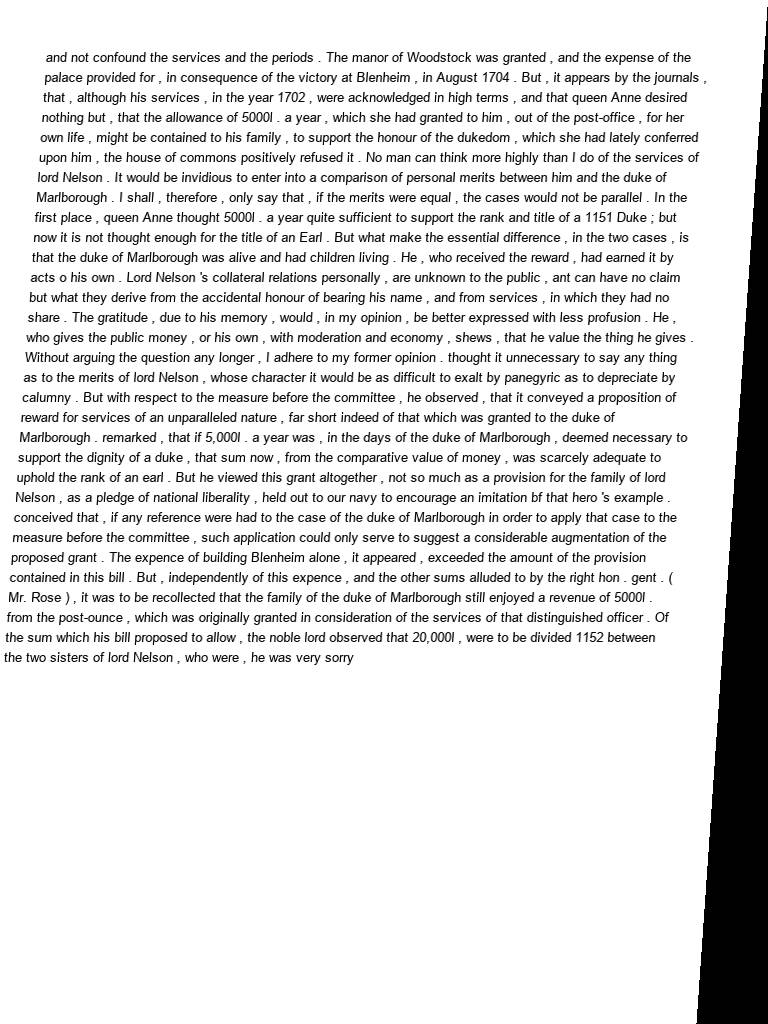 and not confound the services and the periods . The manor of Woodstock was granted , and the expense of the
palace provided for , in consequence of the victory at Blenheim , in August 1704 . But , it appears by the journals ,
that , although his services , in the year 1702 , were acknowledged in high terms , and that queen Anne desired
nothing but , that the allowance of 5000l . a year , which she had granted to him , out of the post-office , for her
own life , might be contained to his family , to support the honour of the dukedom , which she had lately conferred
upon him , the house of commons positively refused it . No man can think more highly than I do of the services of
lord Nelson . It would be invidious to enter into a comparison of personal merits between him and the duke of
Marlborough . I shall , therefore , only say that , if the merits were equal , the cases would not be parallel . In the
first place , queen Anne thought 5000l . a year quite sufficient to support the rank and title of a 1151 Duke ; but
now it is not thought enough for the title of an Earl . But what make the essential difference , in the two cases , is
that the duke of Marlborough was alive and had children living . He , who received the reward , had earned it by
acts o his own . Lord Nelson 's collateral relations personally , are unknown to the public , ant can have no claim
but what they derive from the accidental honour of bearing his name , and from services , in which they had no
share . The gratitude , due to his memory , would , in my opinion , be better expressed with less profusion . He ,
who gives the public money , or his own , with moderation and economy , shews , that he value the thing he gives .
Without arguing the question any longer , I adhere to my former opinion . thought it unnecessary to say any thing
as to the merits of lord Nelson , whose character it would be as difficult to exalt by panegyric as to depreciate by
calumny . But with respect to the measure before the committee , he observed , that it conveyed a proposition of
reward for services of an unparalleled nature , far short indeed of that which was granted to the duke of
Marlborough . remarked , that if 5,000l . a year was , in the days of the duke of Marlborough , deemed necessary to
support the dignity of a duke , that sum now , from the comparative value of money , was scarcely adequate to
uphold the rank of an earl . But he viewed this grant altogether , not so much as a provision for the family of lord
Nelson , as a pledge of national liberality , held out to our navy to encourage an imitation bf that hero 's example .
conceived that , if any reference were had to the case of the duke of Marlborough in order to apply that case to the
measure before the committee , such application could only serve to suggest a considerable augmentation of the
proposed grant . The expence of building Blenheim alone , it appeared , exceeded the amount of the provision
contained in this bill . But , independently of this expence , and the other sums alluded to by the right hon . gent . (
Mr. Rose ) , it was to be recollected that the family of the duke of Marlborough still enjoyed a revenue of 5000l .
from the post-ounce , which was originally granted in consideration of the services of that distinguished officer . Of
the sum which his bill proposed to allow , the noble lord observed that 20,000l , were to be divided 1152 between
the two sisters of lord Nelson , who were , he was very sorry